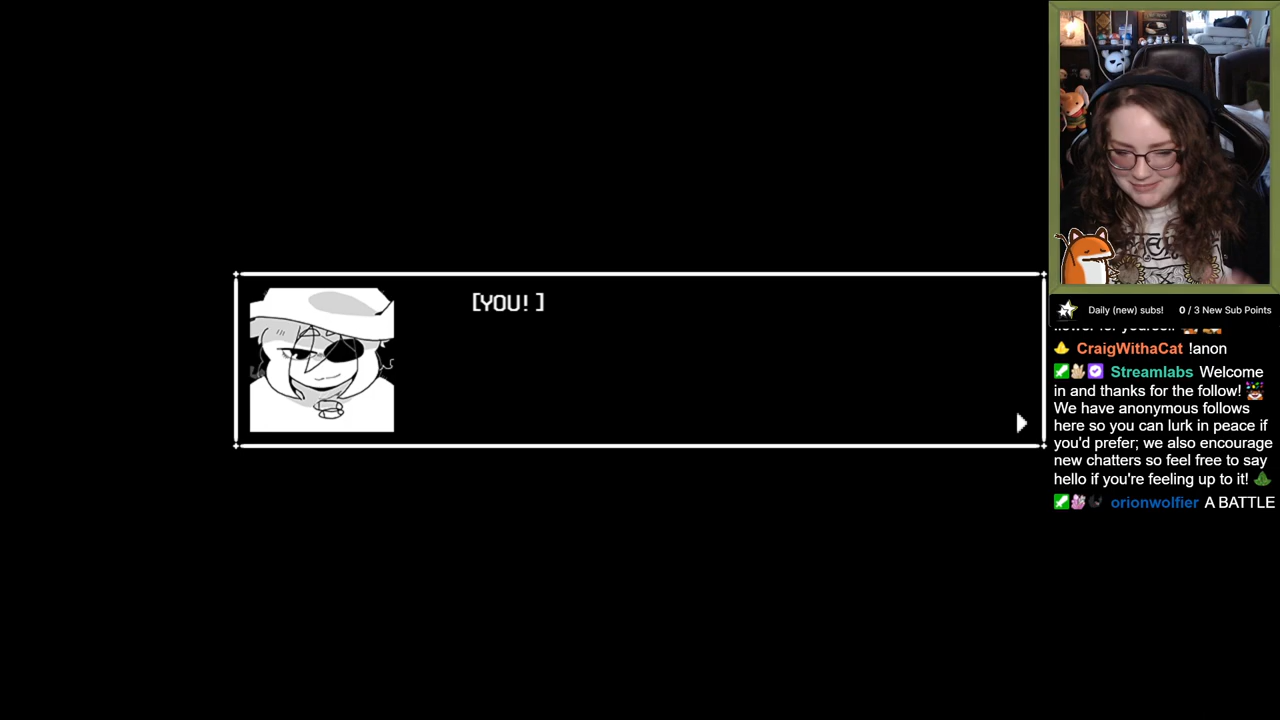 [YOU!]
Daily (new) subs! 0 / 3 New Sub Points
CraigWithaCat !anon
Streamlabs Welcome
in and thanks for the follow!
We have anonymous follows
here so you can lurk in peace if
you'd prefer; we also encourage
new chatters so feel free to say
hello if you're feeling up to it!
orionwolfier A BATTLE